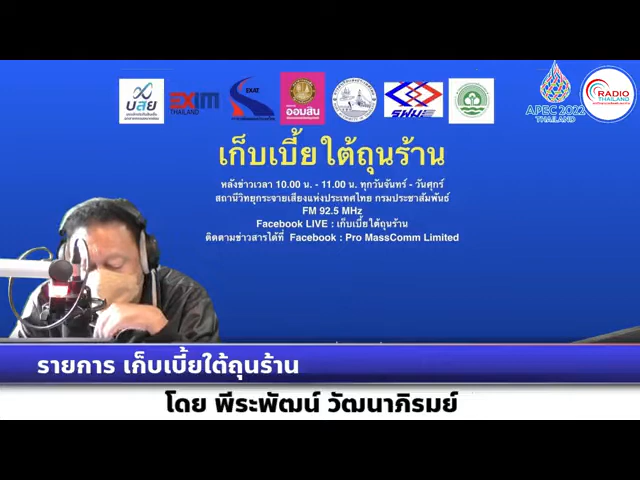 บสย
EXIM
THAILAND
EXAT
ออมสิน
รฟม
APEC 2022
THAILAND
RADIO
THAILAND
เก็บเบี้ยใต้ถุนร้าน
หลังข่าวเวลา 10.00 น. - 11.00 น. ทุกวันจันทร์ - วันศุกร์
สถานีวิทยุกระจายเสียงแห่งประเทศไทย กรมประชาสัมพันธ์
FM 92.5 MHz
Facebook LIVE : เก็บเบี้ยใต้ถุนร้าน
ติดตามข่าวสารได้ที่ Facebook : Pro MassComm Limited
รายการ เก็บเบี้ยใต้ถุนร้าน
โดย พีระพัฒน์ วัฒนาภิรมย์